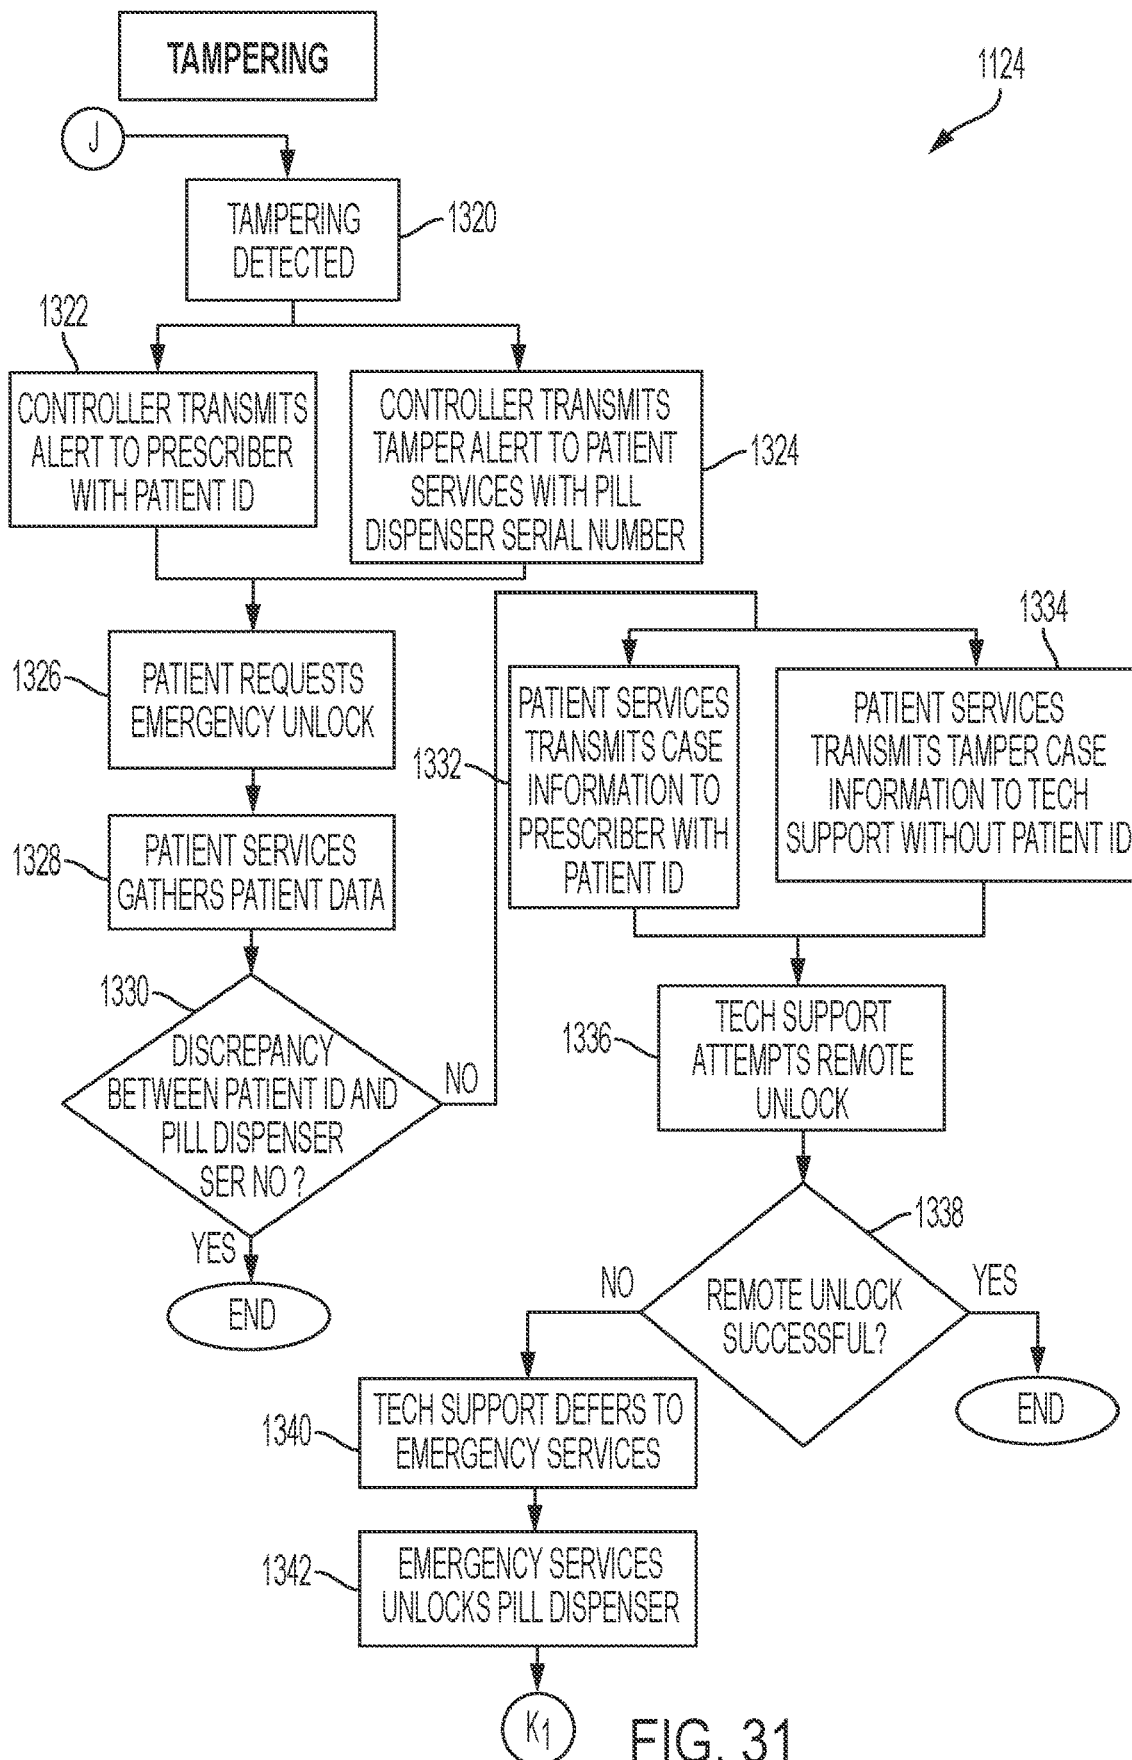 TAMPERING
1124
J
TAMPERING
DETECTED
1320
1322
CONTROLLER TRANSMITS
ALERT TO PRESCRIBER
WITH PATIENT ID
CONTROLLER TRANSMITS
TAMPER ALERT TO PATIENT
SERVICES WITH PILL
DISPENSER SERIAL NUMBER
1324
1326
PATIENT REQUESTS
EMERGENCY UNLOCK
1328
PATIENT SERVICES
GATHERS PATIENT DATA
1330
DISCREPANCY
BETWEEN PATIENT ID AND
PILL DISPENSER
SER NO ?
NO
YES
END
1332
PATIENT SERVICES
TRANSMITS CASE
INFORMATION TO
PRESCRIBER WITH
PATIENT ID
1334
PATIENT SERVICES
TRANSMITS TAMPER CASE
INFORMATION TO TECH
SUPPORT WITHOUT PATIENT ID
1336
TECH SUPPORT
ATTEMPTS REMOTE
UNLOCK
1338
REMOTE UNLOCK
SUCCESSFUL?
NO
YES
END
1340
TECH SUPPORT DEFERS TO
EMERGENCY SERVICES
1342
EMERGENCY SERVICES
UNLOCKS PILL DISPENSER
K1
FIG. 31